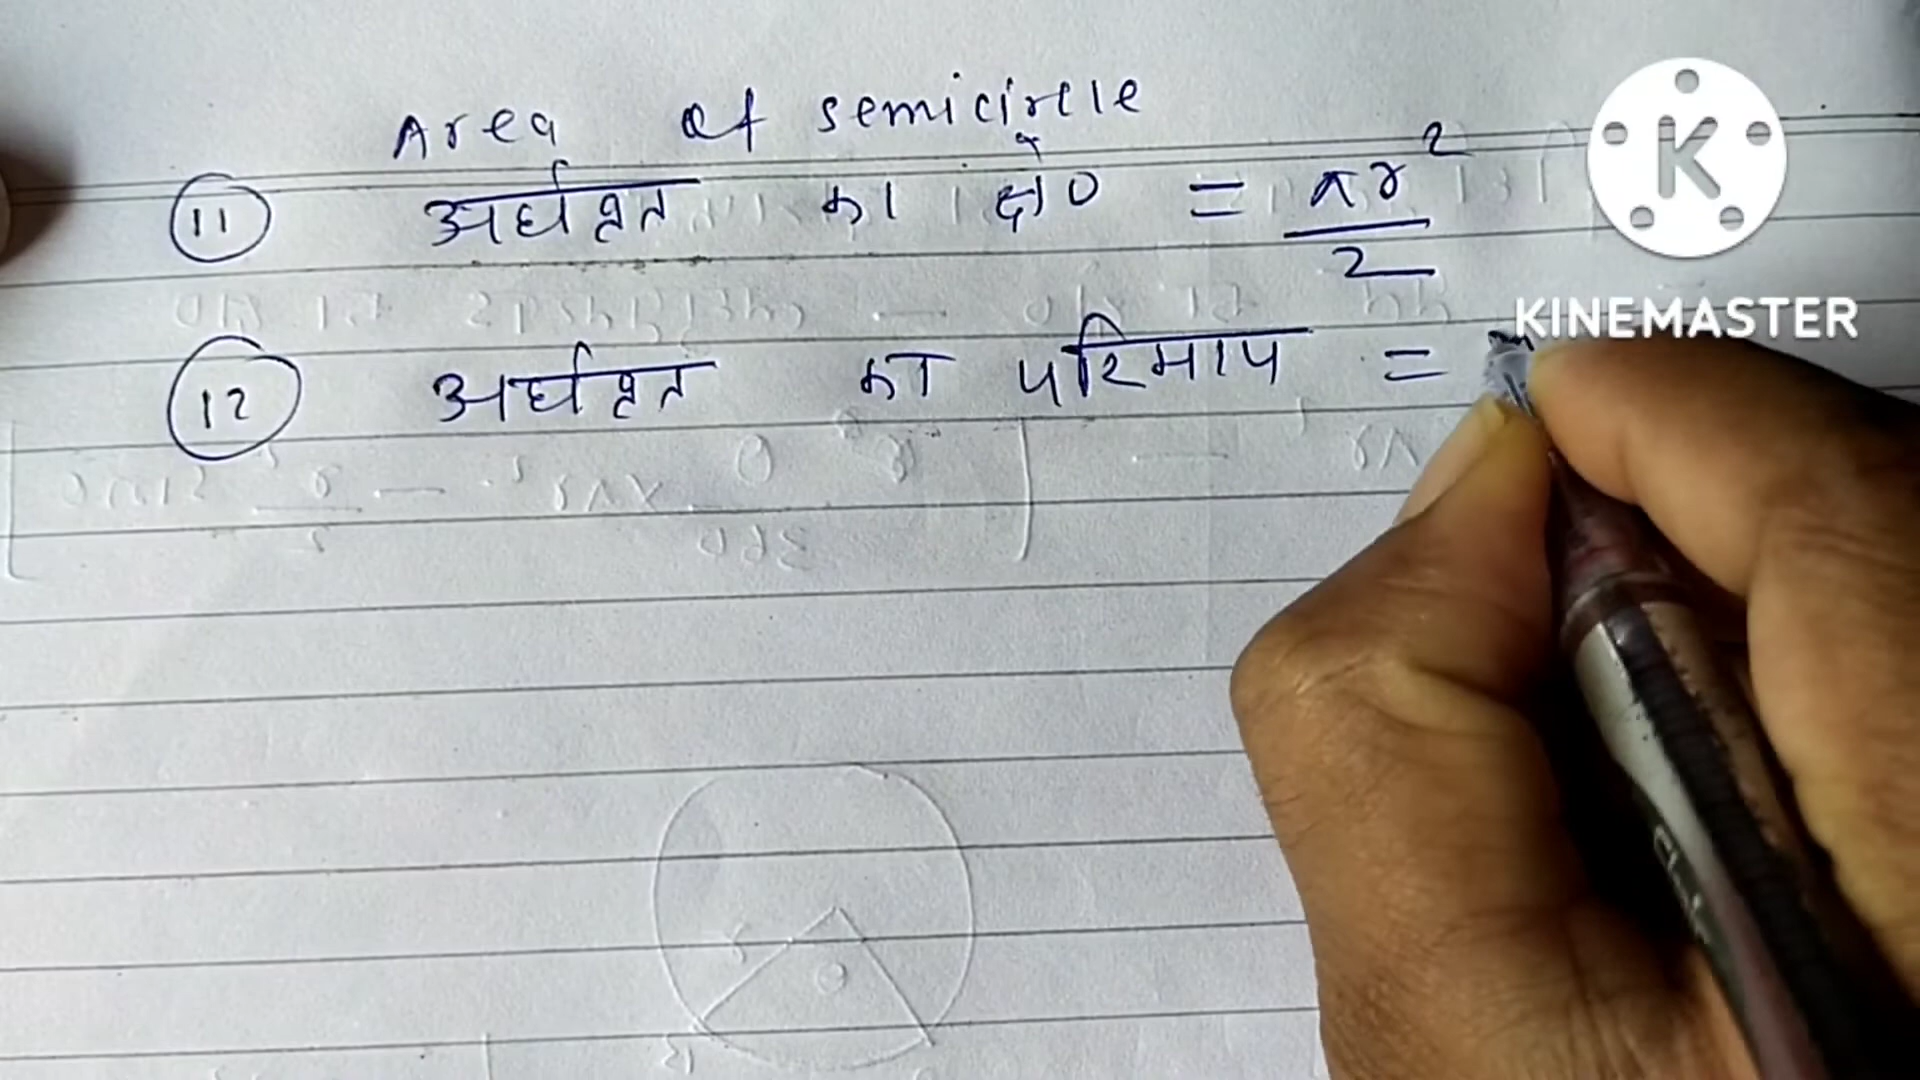 Area of semicircle
11 अर्धवृत का क्षे० = πr²/2
KINEMASTER
12 अर्धवृत का परिमाप =